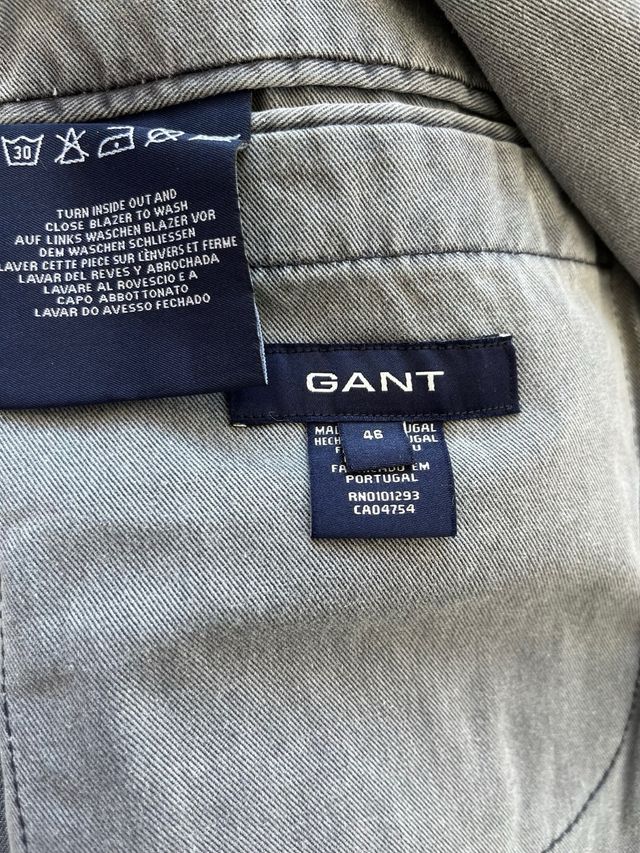 30
TURN INSIDE OUT AND
CLOSE BLAZER TO WASH
AUF LINKS WASCHEN BLAZER VOR
DEM WASCHEN SCHLIESSEN
LAVER CETTE PIECE SUR L'ENVERS ET FERME
LAVAR DEL REVES Y ABROCHADA
LAVARE AL ROVESCIO E A
CAPO ABBOTTONATO
LAVAR DO AVESSO FECHADO
GANT
46
EM
PORTUGAL
RN0101293
CA04754